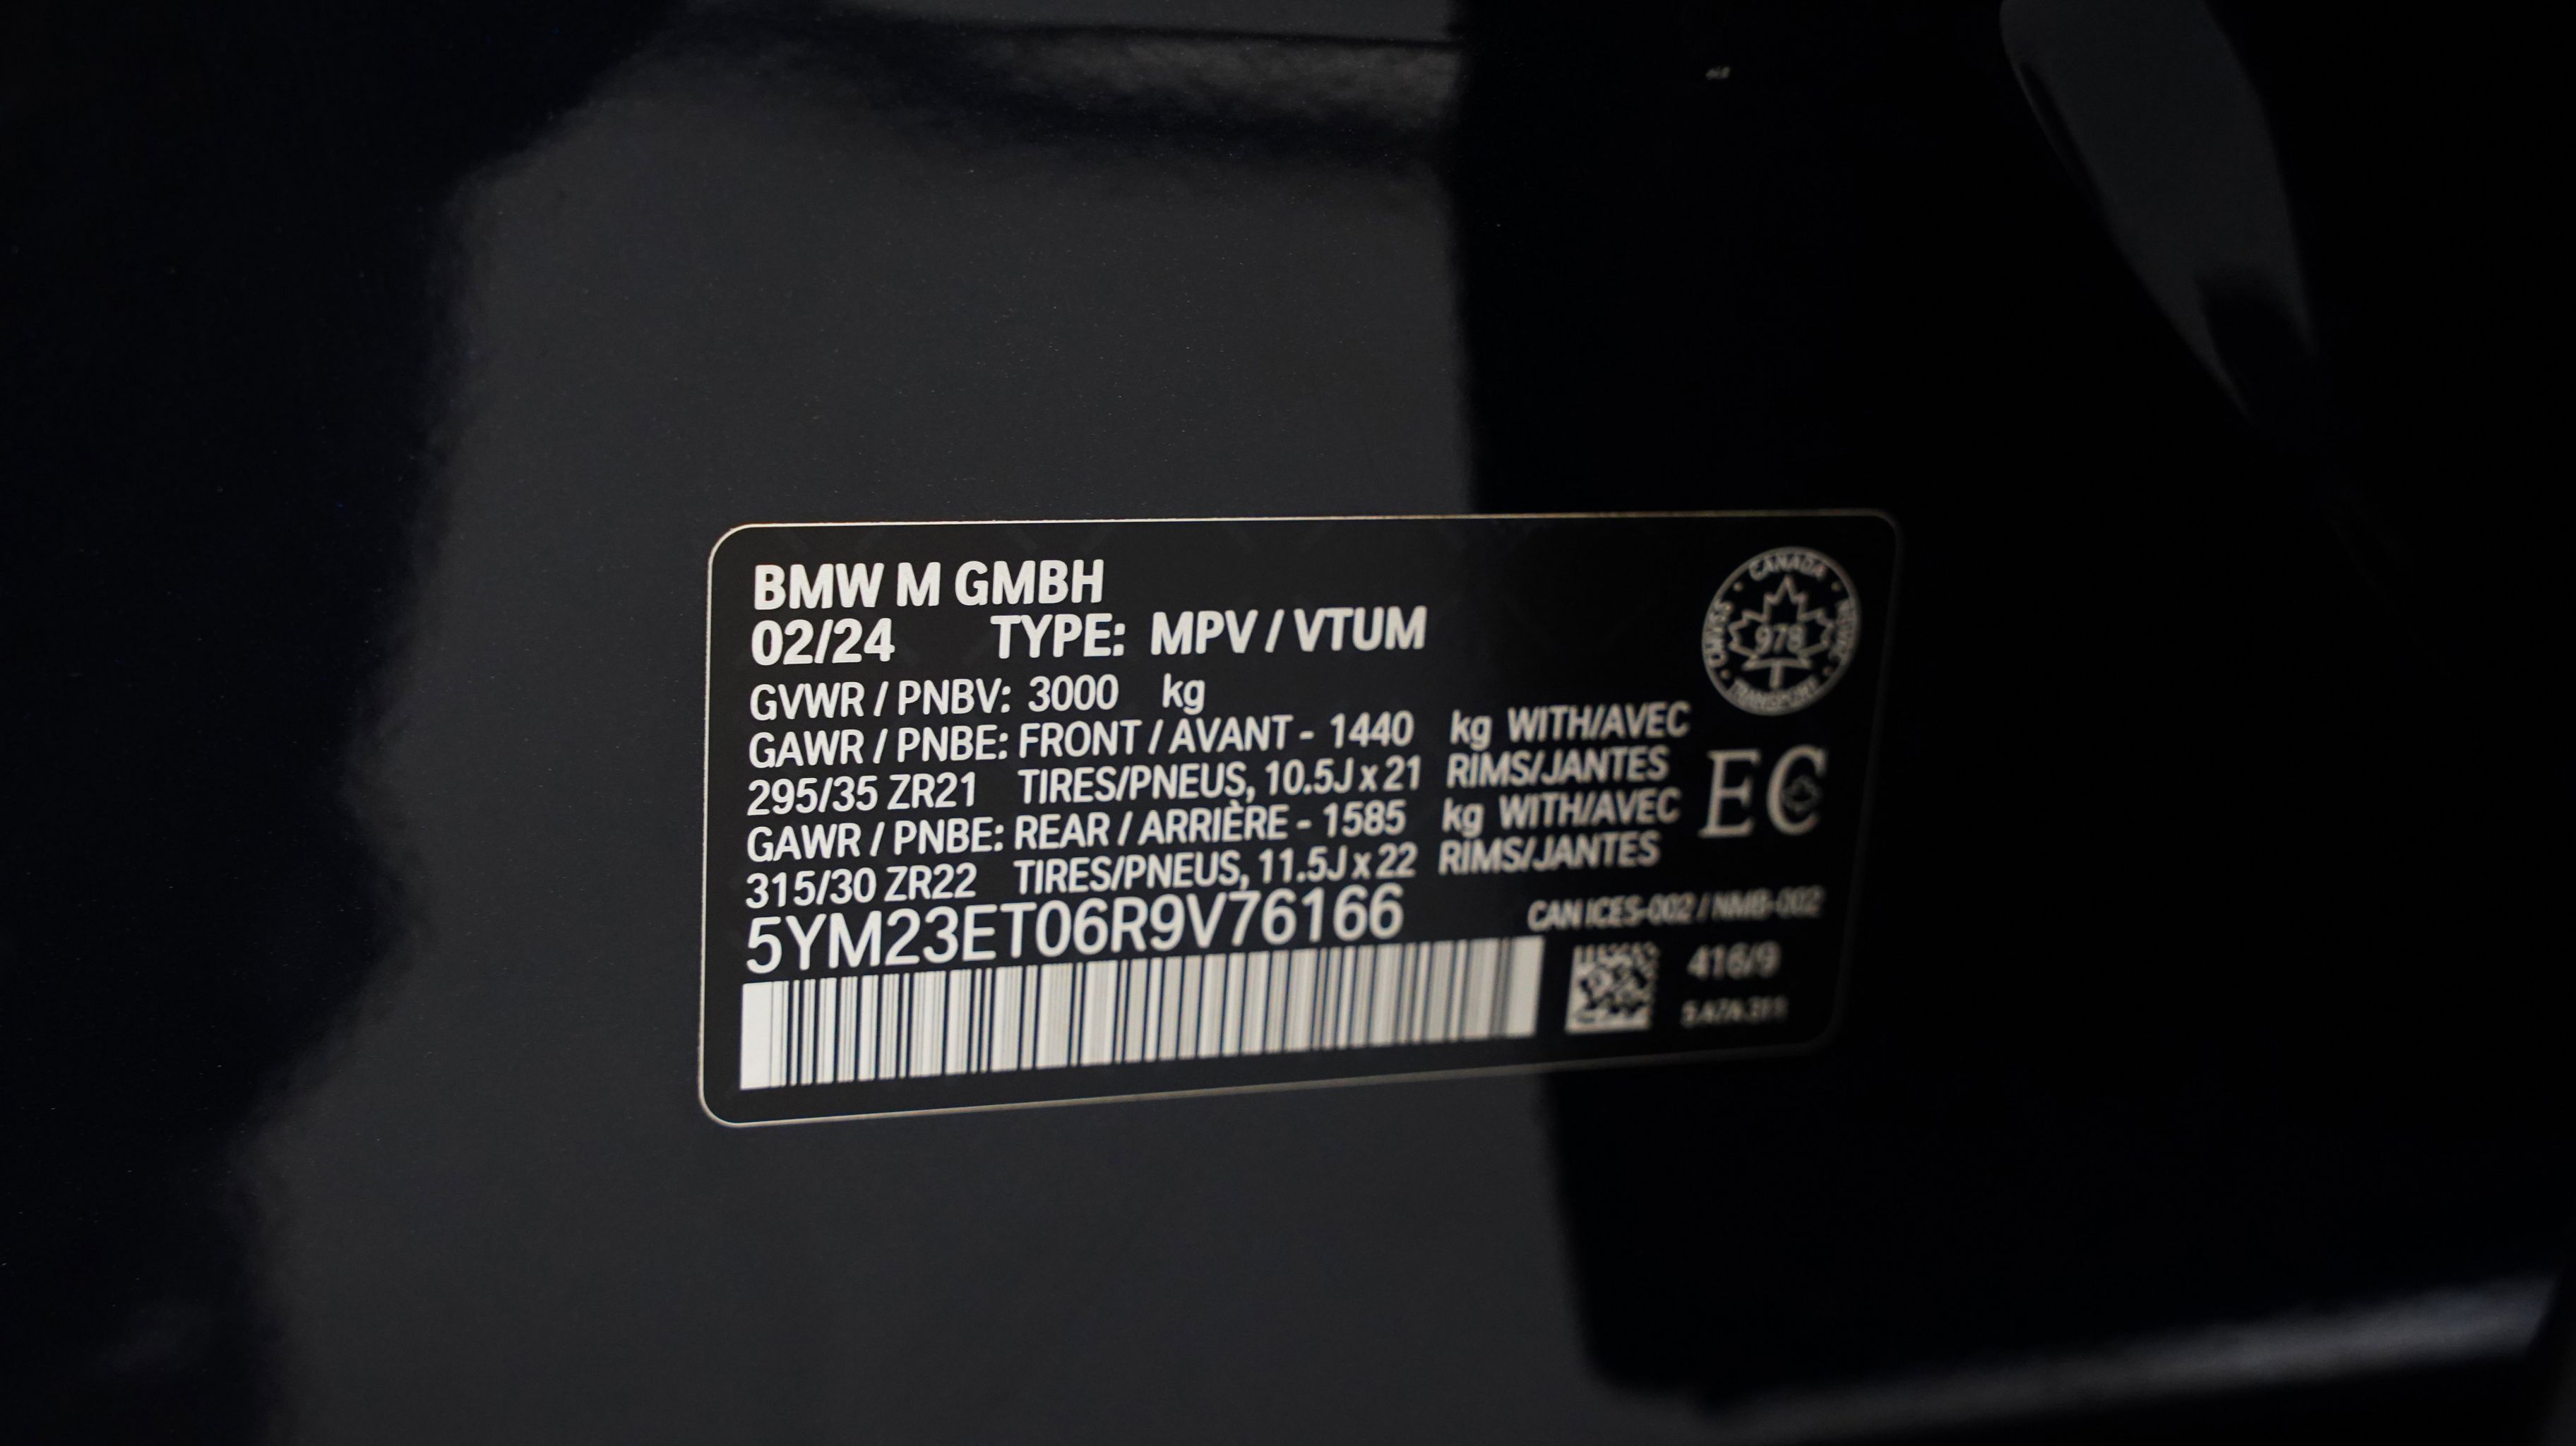 BMW M GMBH
02/24 TYPE: MPV / VTUM
GVWR / PNBV: 3000 kg
GAWR / PNBE: FRONT / AVANT - 1440 kg WITH/AVEC
295/35 ZR21 TIRES/PNEUS, 10.5J x 21 RIMS/JANTES
GAWR / PNBE: REAR / ARRIÈRE - 1585 kg WITH/AVEC
315/30 ZR22 TIRES/PNEUS, 11.5J x 22 RIMS/JANTES
5YM23ET06R9V76166
CANADA
978
TRANSPORT
EC
CAN ICES-002 / NMB-002
416/9